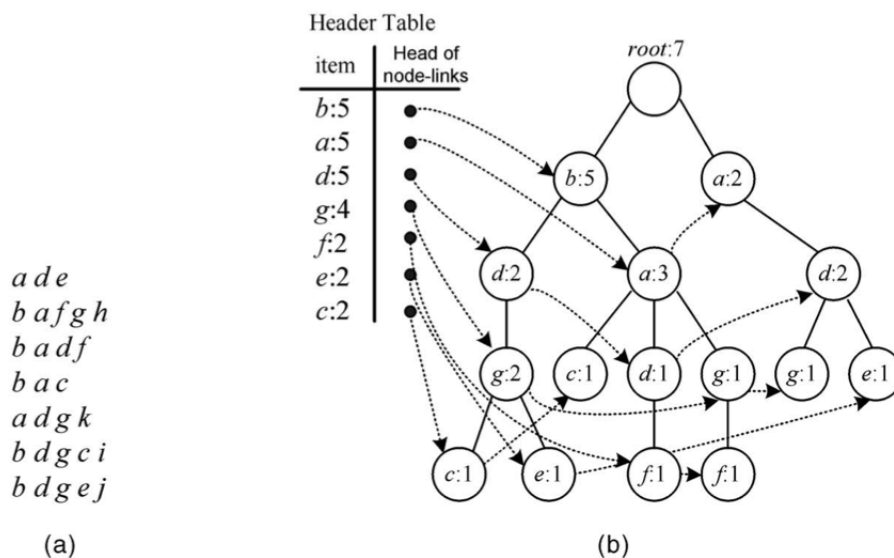 Header Table
item Head of node-links
b:5
a:5
d:5
g:4
f:2
e:2
c:2
a d e
b a f g h
b a d f
b a c
a d g k
b d g c i
b d g e j
(a)
root:7
b:5 a:2
d:2 a:3 d:2
g:2 c:1 d:1 g:1 g:1 e:1
c:1 e:1 f:1 f:1
(b)